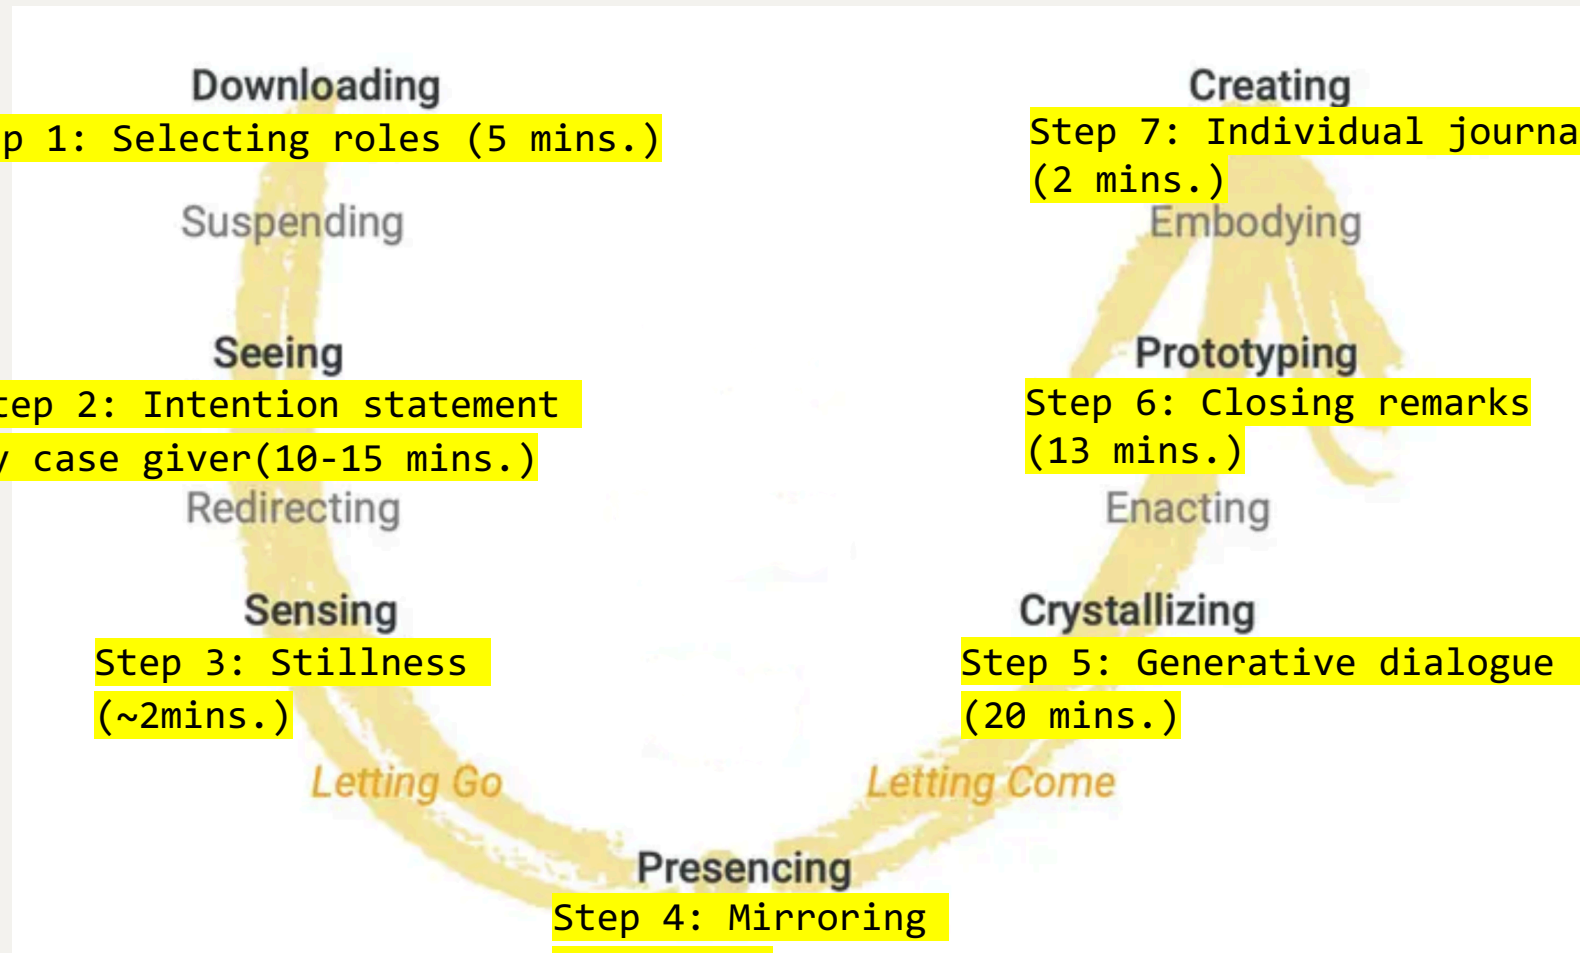 Downloading
p 1: Selecting roles (5 mins.)
Suspending
Seeing
tep 2: Intention statement
case giver(10-15 mins.)
Redirecting
Sensing
Step 3: Stillness
(~2mins.)
Letting Go
Presencing
Step 4: Mirroring
Letting Come
Crystallizing
Step 5: Generative dialogue
(20 mins.)
Enacting
Prototyping
Step 6: Closing remarks
(13 mins.)
Embodying
Creating
Step 7: Individual journa
(2 mins.)